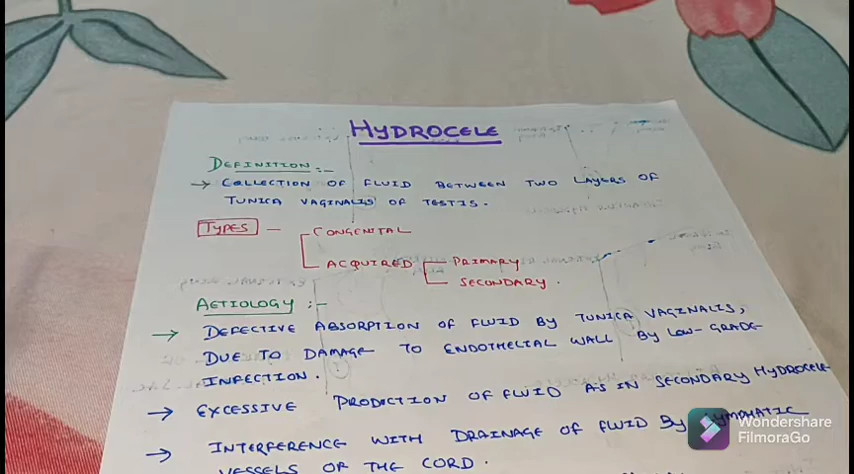 HYDROCELE
DEFINITION :-
→ COLLECTION OF FLUID BETWEEN TWO LAYERS OF
TUNICA VAGINALIS OF TESTIS.
TYPES - CONGENITAL
ACQUIRED PRIMARY
SECONDARY.
AETIOLOGY :-
→ DEFECTIVE ABSORPTION OF FLUID BY TUNICA VAGINALIS,
DUE TO DAMAGE TO ENDOTHELIAL WALL BY LOW-GRADE
INFECTION.
→ EXCESSIVE PRODUCTION OF FLUID AS IN SECONDARY HYDROCELE
→ INTERFERENCE WITH DRAINAGE OF FLUID BY LYMPHATIC
VESSELS OF THE CORD.
Wondershare
FilmoraGo